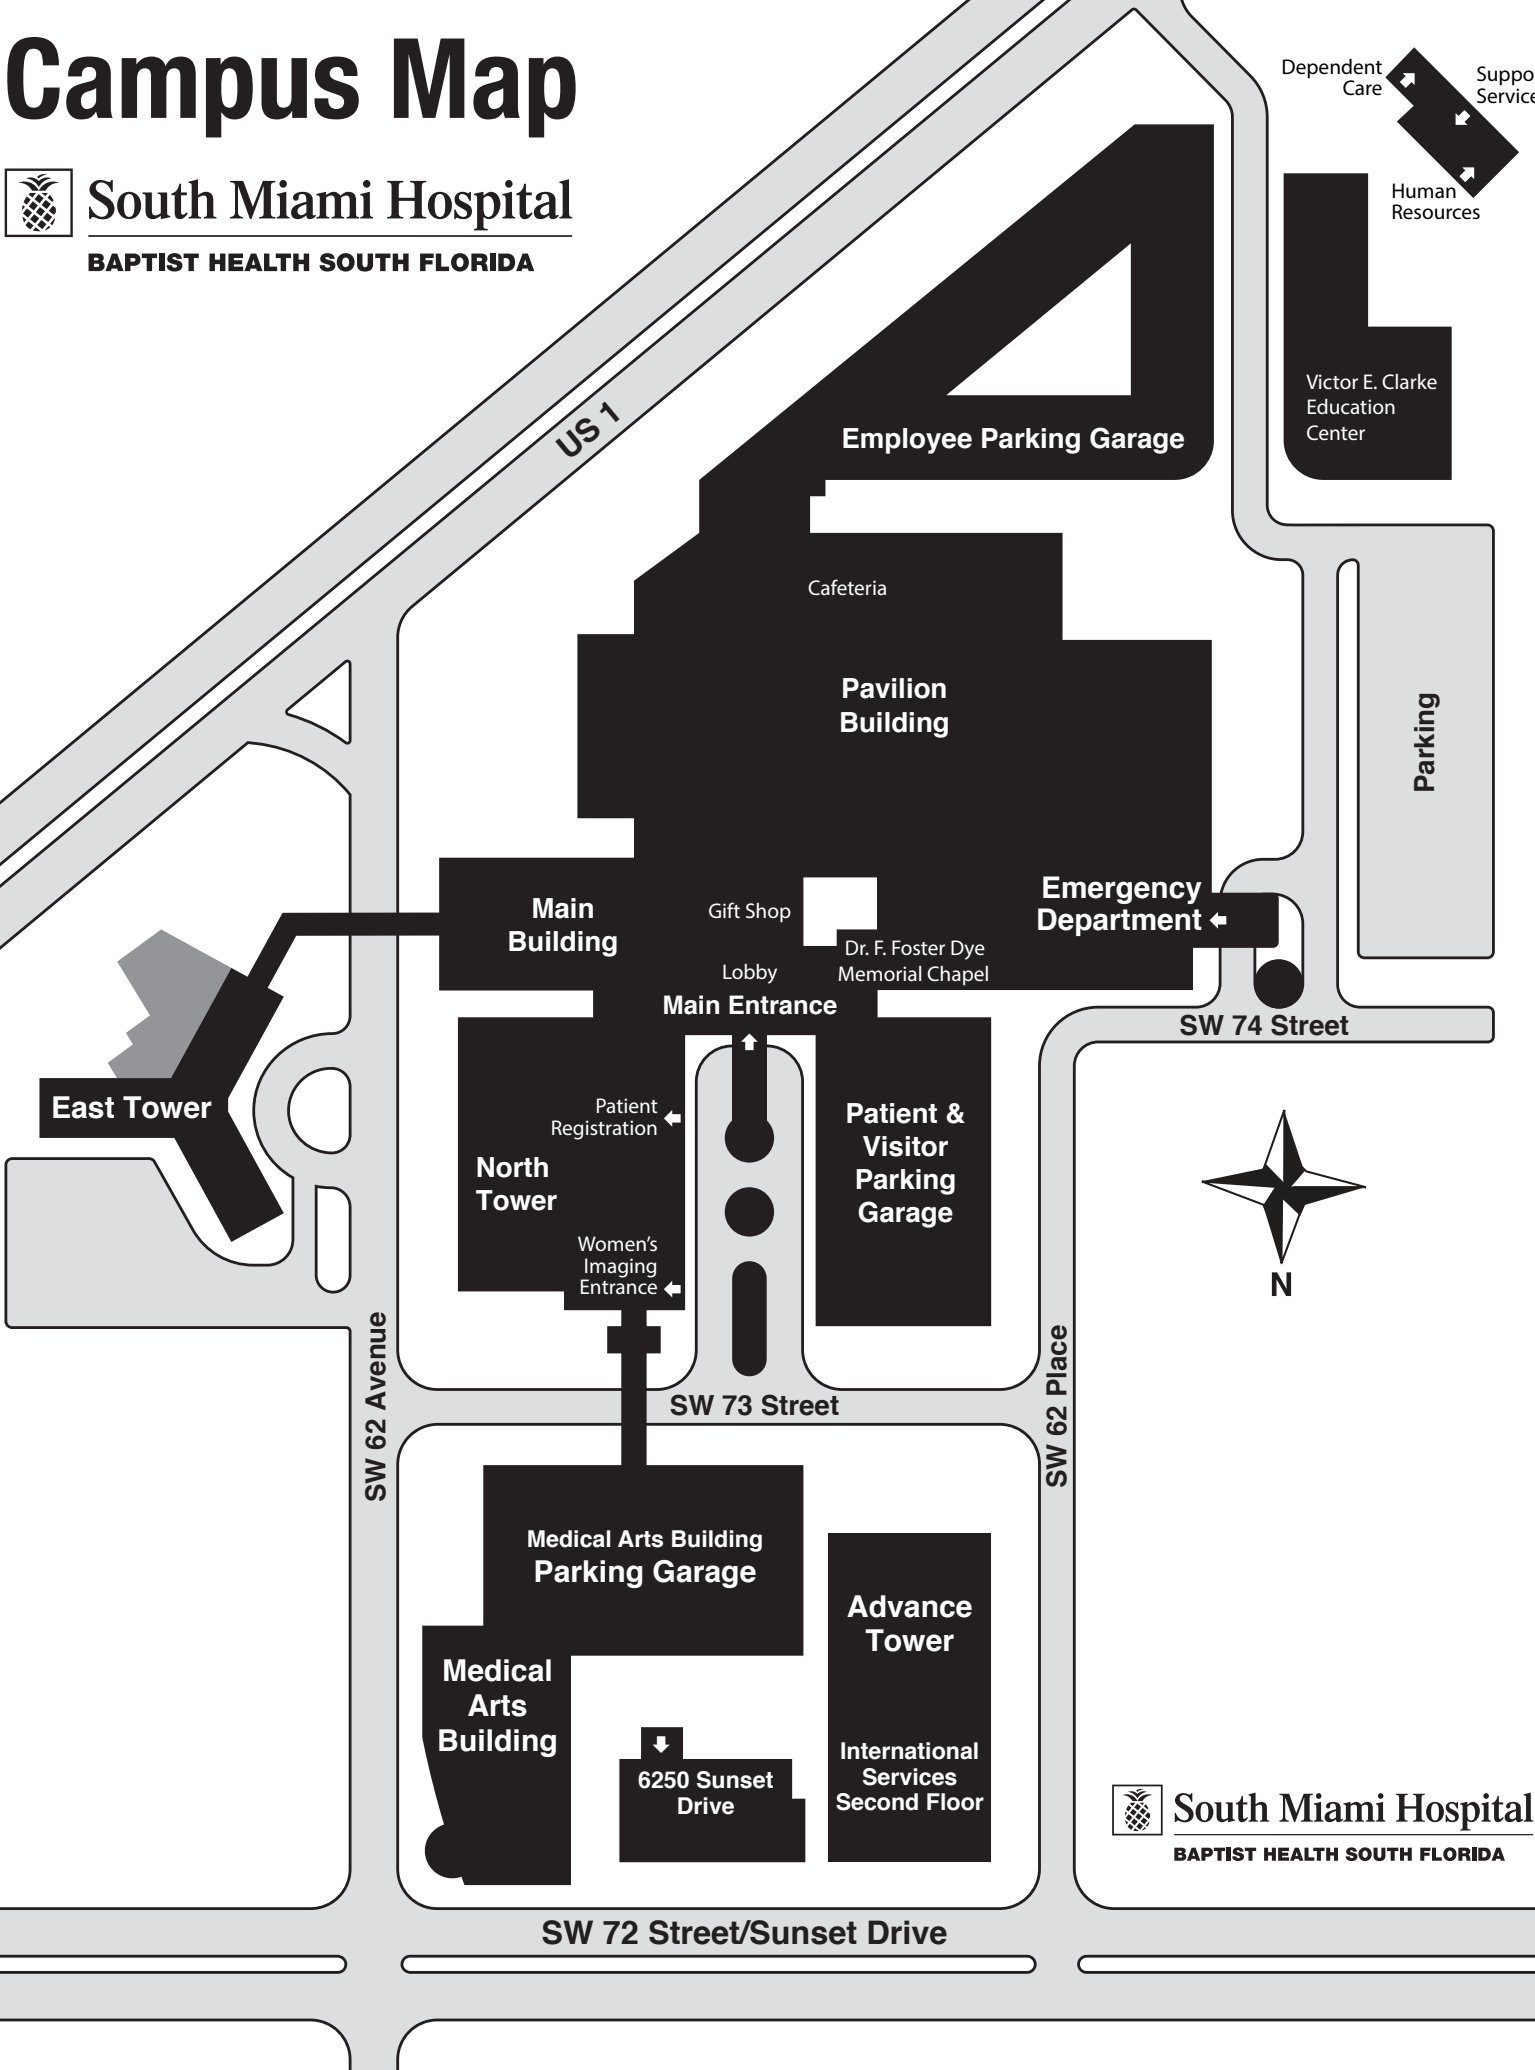 Campus Map
South Miami Hospital
BAPTIST HEALTH SOUTH FLORIDA
Dependent
Care
Suppo
Service
Human
Resources
Victor E. Clarke
Education
Center
US 1
Employee Parking Garage
Cafeteria
Pavilion
Building
Parking
Main
Building
Gift Shop
Lobby
Main Entrance
Dr. F. Foster Dye
Memorial Chapel
Emergency
Department
SW 74 Street
East Tower
Patient
Registration
North
Tower
Women's
Imaging
Entrance
Patient &
Visitor
Parking
Garage
N
SW 62 Avenue
SW 73 Street
SW 62 Place
Medical Arts Building
Parking Garage
Medical
Arts
Building
6250 Sunset
Drive
Advance
Tower
International
Services
Second Floor
South Miami Hospital
BAPTIST HEALTH SOUTH FLORIDA
SW 72 Street/Sunset Drive